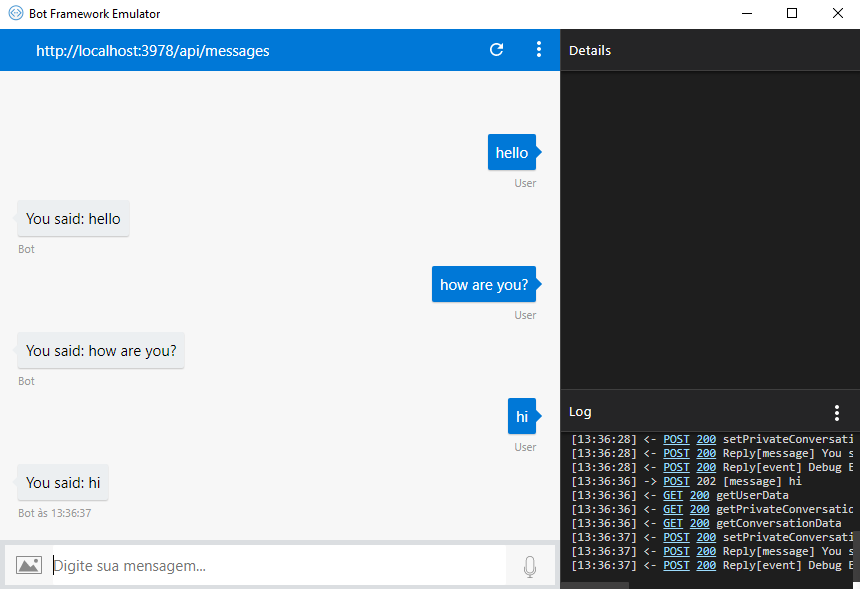 Bot Framework Emulator
http://localhost:3978/api/messages
hello
User
You said: hello
Bot
how are you?
User
You said: how are you?
Bot
hi
User
You said: hi
Bot às 13:36:37
Digite sua mensagem...
Details
Log
[13:36:28] <- POST 200 setPrivateConversati
[13:36:28] <- POST 200 Reply[message] You s
[13:36:28] <- POST 200 Reply[event] Debug E
[13:36:36] -> POST 202 [message] hi
[13:36:36] <- GET 200 getUserData
[13:36:36] <- GET 200 getPrivateConversatio
[13:36:36] <- GET 200 getConversationData
[13:36:37] <- POST 200 setPrivateConversati
[13:36:37] <- POST 200 Reply[message] You s
[13:36:37] <- POST 200 Reply[event] Debug E